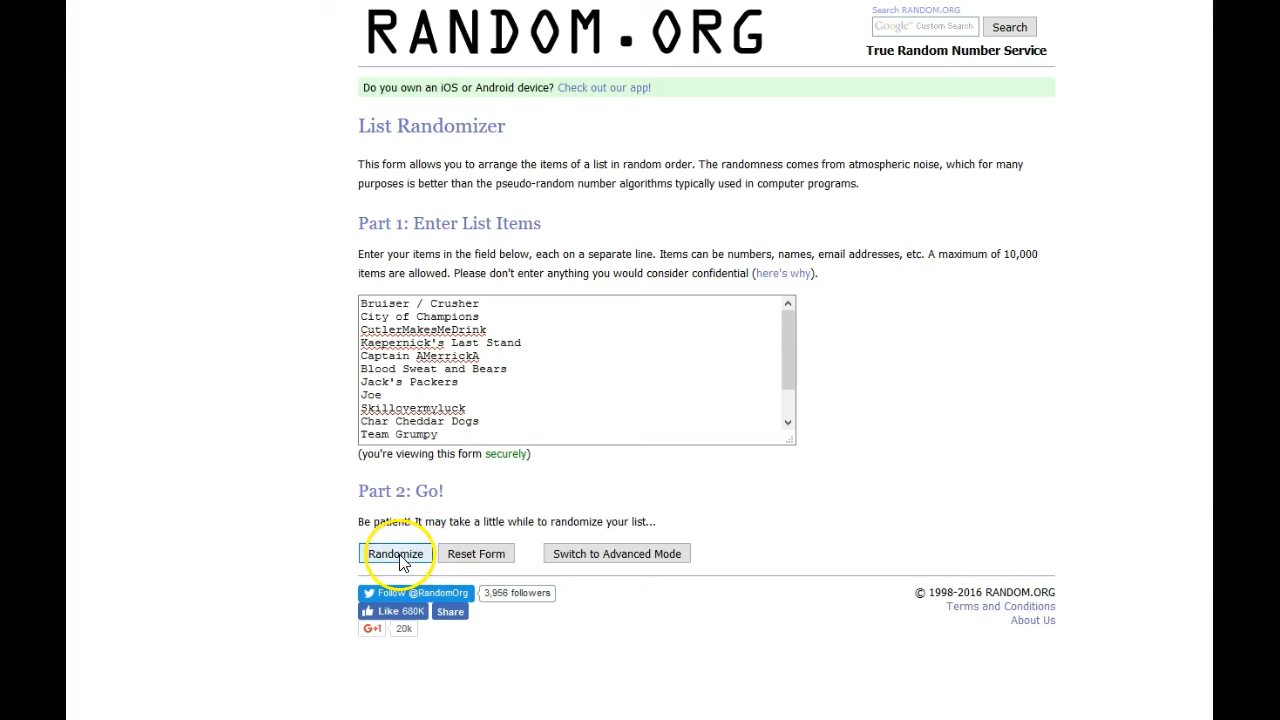 RANDOM.ORG
Search RANDOM.ORG
Google™ Custom Search
Search
True Random Number Service
Do you own an iOS or Android device? Check out our app!
List Randomizer
This form allows you to arrange the items of a list in random order. The randomness comes from atmospheric noise, which for many
purposes is better than the pseudo-random number algorithms typically used in computer programs.
Part 1: Enter List Items
Enter your items in the field below, each on a separate line. Items can be numbers, names, email addresses, etc. A maximum of 10,000
items are allowed. Please don't enter anything you would consider confidential (here's why).
Bruiser / Crusher
City of Champions
CutlerMakesMeDrink
Kaepernick's Last Stand
Captain AMerrickA
Blood Sweat and Bears
Jack's Packers
Joe
Skillovermyluck
Char Cheddar Dogs
Team Grumpy
(you're viewing this form securely)
Part 2: Go!
Be patient! It may take a little while to randomize your list...
Randomize
Reset Form
Switch to Advanced Mode
Follow @RandomOrg
3,956 followers
Like 680K
Share
G+1
20k
© 1998-2016 RANDOM.ORG
Terms and Conditions
About Us